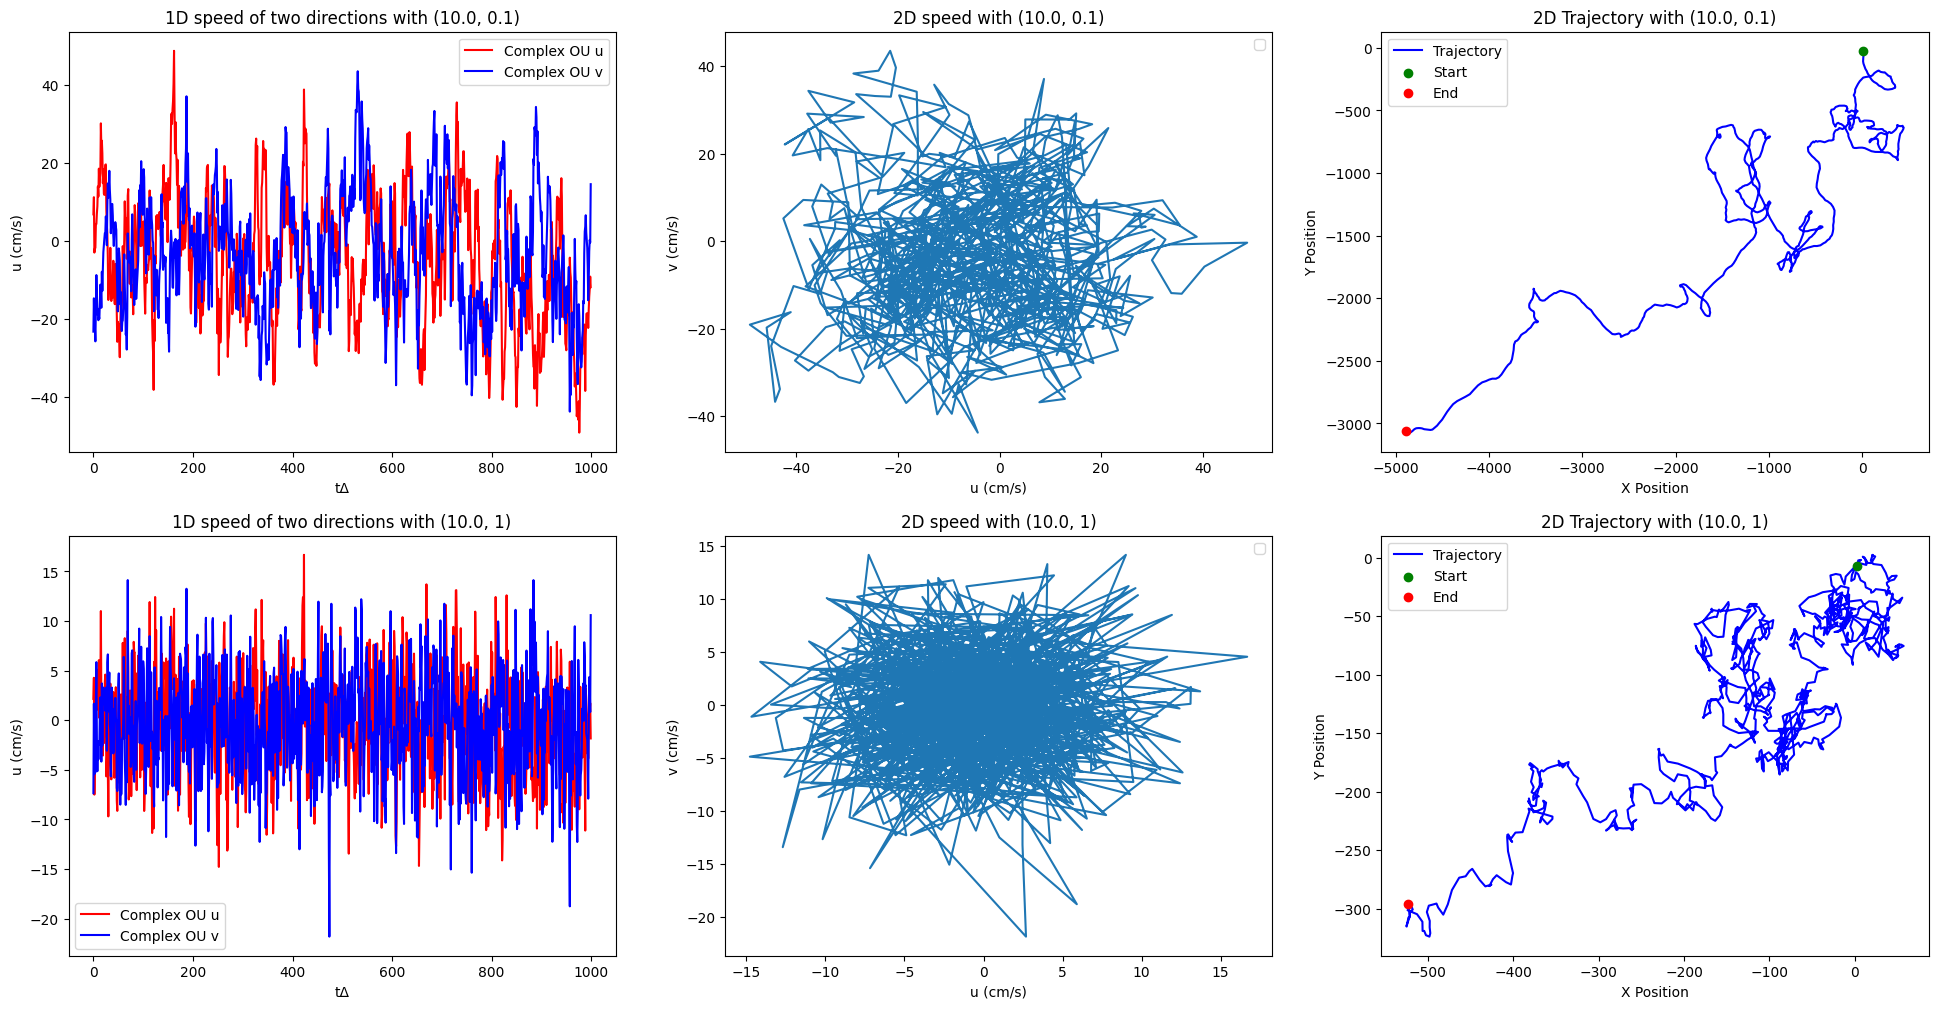 1D speed of two directions with (10.0, 0.1)
Complex OU u
Complex OU v
40
20
0
−20
−40
u (cm/s)
0
200
400
600
800
1000
tΔ
2D speed with (10.0, 0.1)
40
20
0
−20
−40
v (cm/s)
−40
−20
0
20
40
u (cm/s)
2D Trajectory with (10.0, 0.1)
Trajectory
Start
End
0
−500
−1000
−1500
−2000
−2500
−3000
Y Position
−5000
−4000
−3000
−2000
−1000
0
X Position
1D speed of two directions with (10.0, 1)
15
10
5
0
−5
−10
−15
−20
u (cm/s)
Complex OU u
Complex OU v
0
200
400
600
800
1000
tΔ
2D speed with (10.0, 1)
15
10
5
0
−5
−10
−15
−20
v (cm/s)
−15
−10
−5
0
5
10
15
u (cm/s)
2D Trajectory with (10.0, 1)
Trajectory
Start
End
0
−50
−100
−150
−200
−250
−300
Y Position
−500
−400
−300
−200
−100
0
X Position